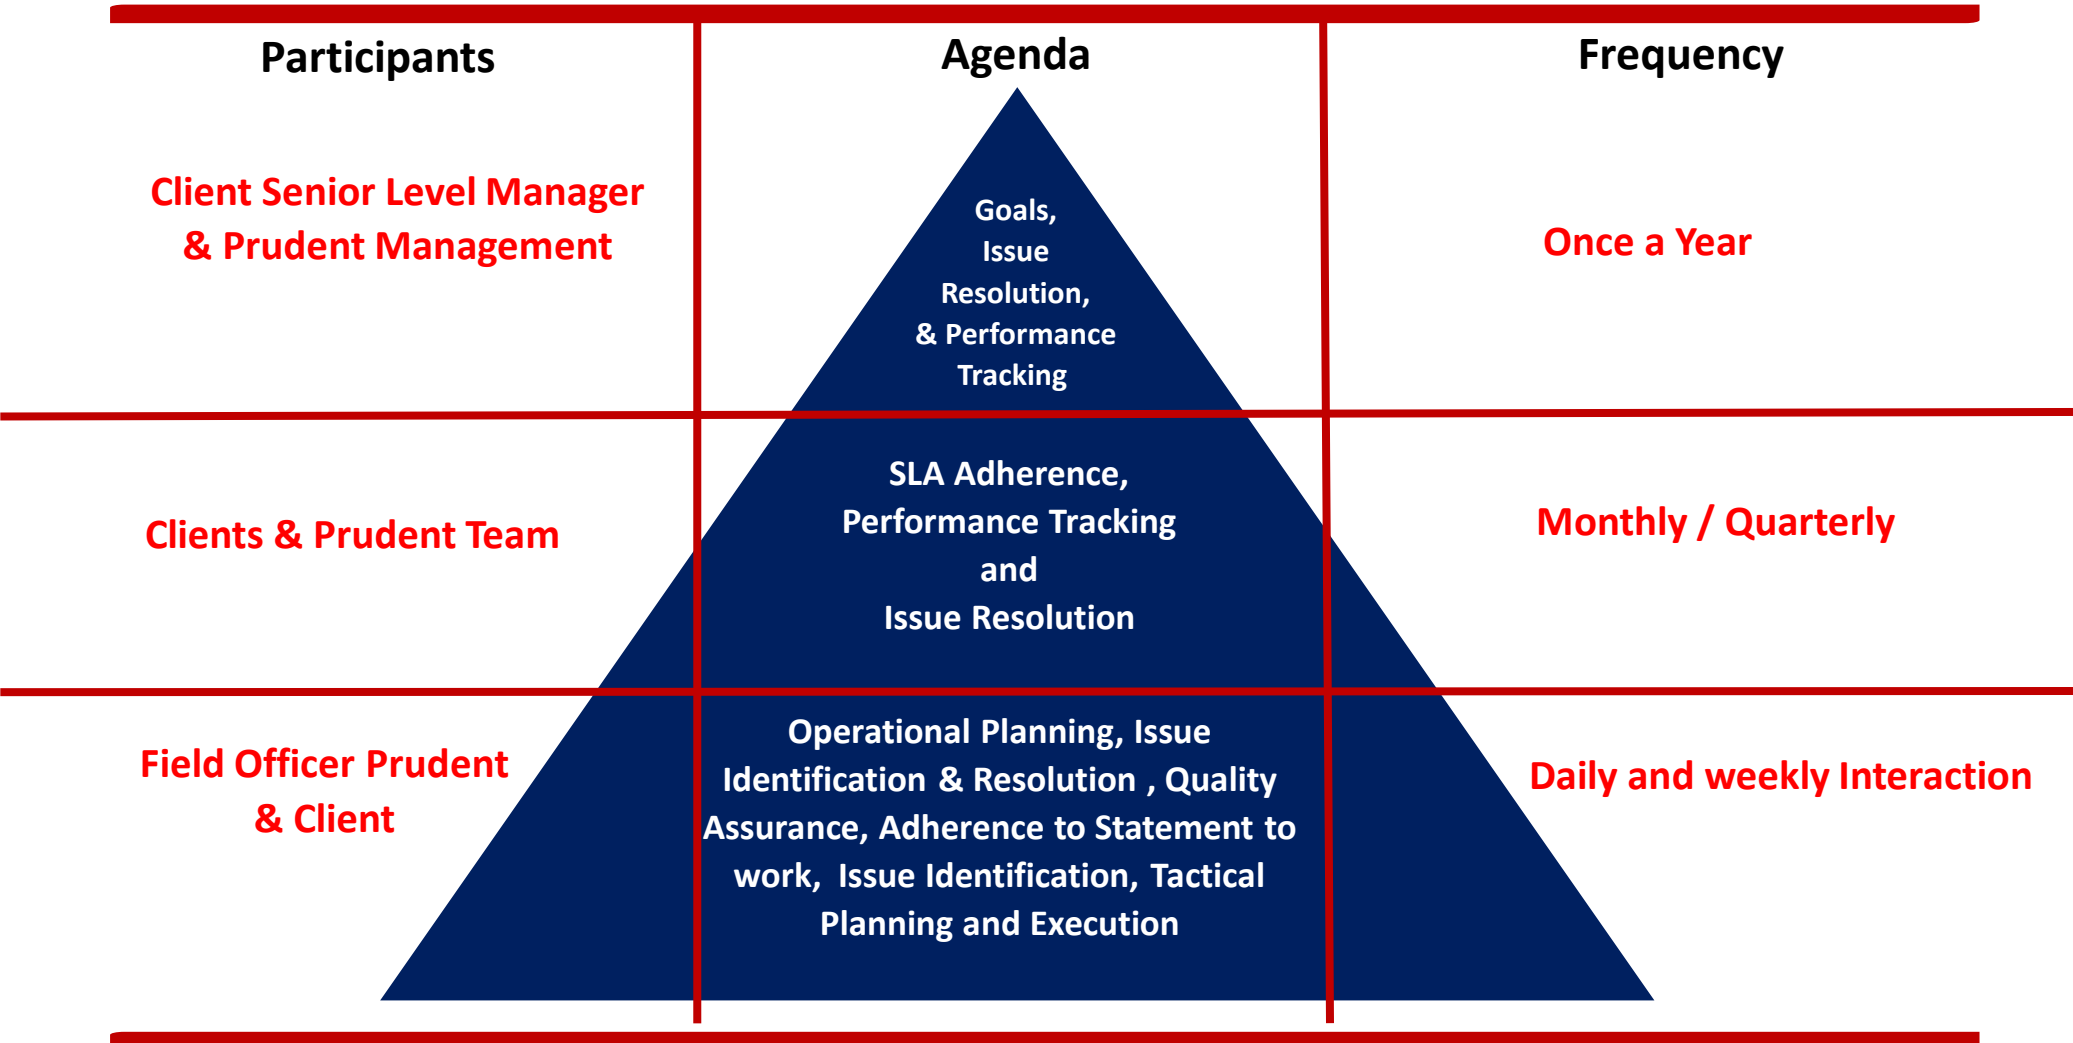 Participants
Agenda
Frequency
Client Senior Level Manager
& Prudent Management
Goals,
Issue
Resolution,
& Performance
Tracking
Once a Year
Clients & Prudent Team
SLA Adherence,
Performance Tracking
and
Issue Resolution
Monthly / Quarterly
Field Officer Prudent
& Client
Operational Planning, Issue
Identification & Resolution , Quality
Assurance, Adherence to Statement to
work, Issue Identification, Tactical
Planning and Execution
Daily and weekly Interaction